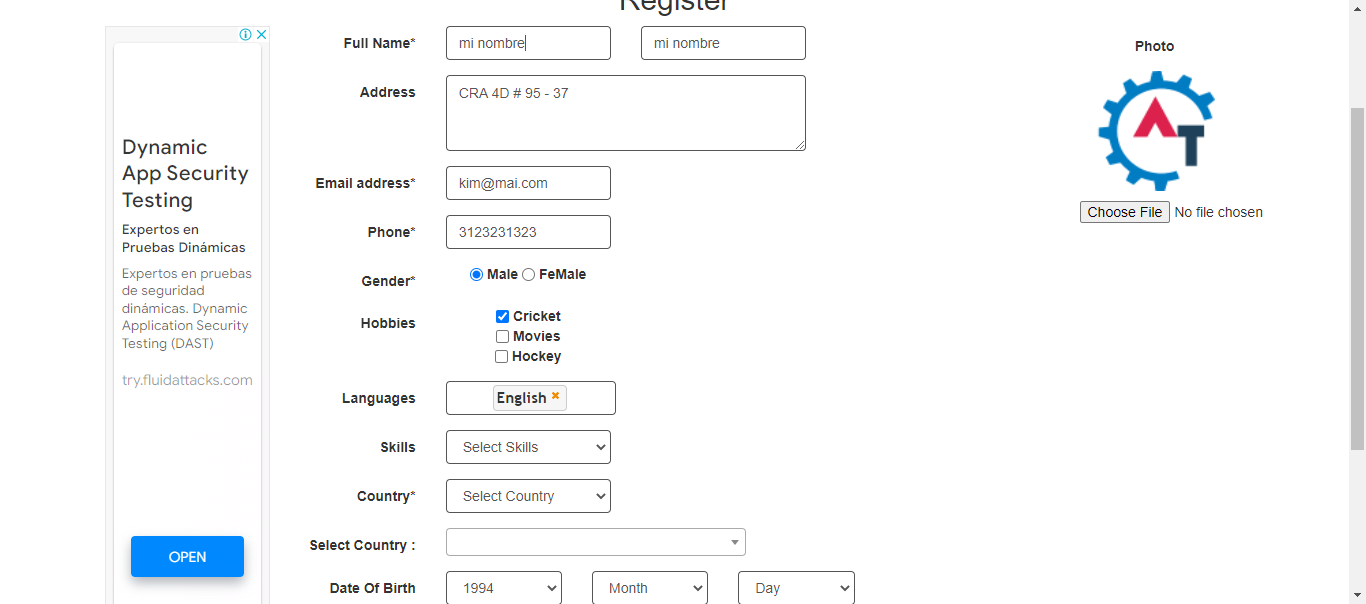 Register
Full Name*
mi nombre
mi nombre
Address
CRA 4D # 95 - 37
Email address*
kim@mai.com
Phone*
3123231323
Gender*
Male FeMale
Hobbies
Cricket
Movies
Hockey
Languages
English
Skills
Select Skills
Country*
Select Country
Select Country :
Date Of Birth
1994
Month
Day
Photo
AT
Choose File No file chosen
Dynamic
App Security
Testing
Expertos en
Pruebas Dinámicas
Expertos en pruebas
de seguridad
dinámicas. Dynamic
Application Security
Testing (DAST)
try.fluidattacks.com
OPEN